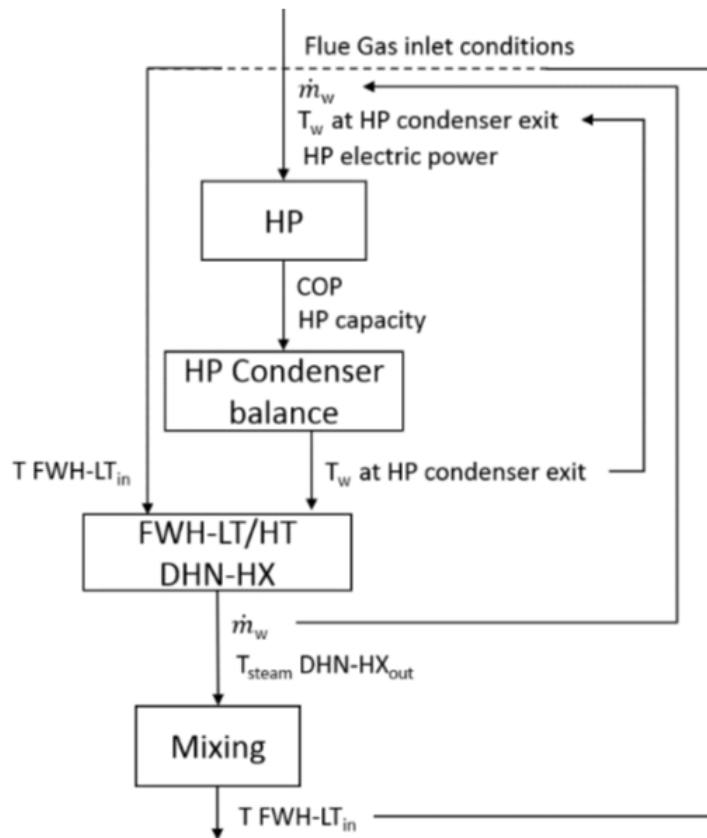 Flue Gas inlet conditions
ṁw
Tw at HP condenser exit
HP electric power
HP
COP
HP capacity
HP Condenser
balance
T FWH-LTin
Tw at HP condenser exit
FWH-LT/HT
DHN-HX
ṁw
Tsteam DHN-HXout
Mixing
T FWH-LTin